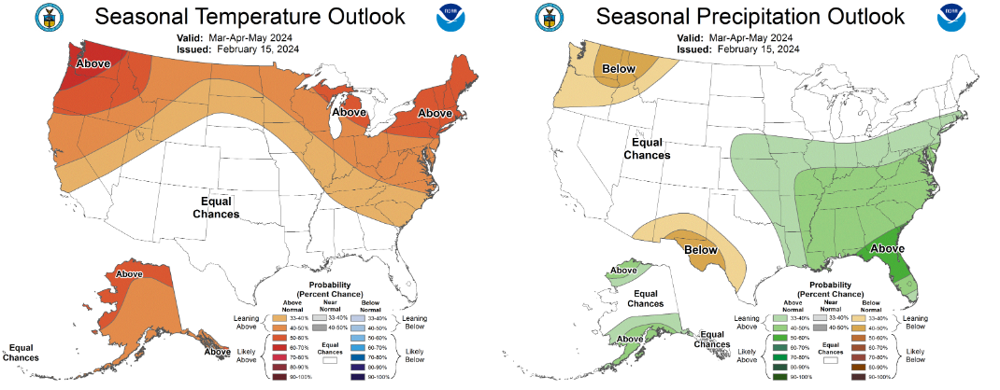 Seasonal Temperature Outlook
NOAA
Valid: Mar-Apr-May 2024
Issued: February 15, 2024
Above
Above
Above
Equal
Chances
Above
Above
Equal
Chances
Probability
(Percent Chance)
Above
Normal
Near
Normal
Below
Normal
Leaning
Above
Likely
Above
33-40%
40-50%
50-60%
60-70%
70-80%
80-90%
90-100%
33-40%
40-50%
Equal
Chances
33-40%
40-50%
50-60%
60-70%
70-80%
80-90%
90-100%
Leaning
Below
Likely
Below
Seasonal Precipitation Outlook
NOAA
Valid: Mar-Apr-May 2024
Issued: February 15, 2024
Below
Equal
Chances
Below
Above
Above
Equal
Chances
Above
Equal
Chances
Probability
(Percent Chance)
Above
Normal
Near
Normal
Below
Normal
Leaning
Above
Likely
Above
33-40%
40-50%
50-60%
60-70%
70-80%
80-90%
90-100%
33-40%
40-50%
Equal
Chances
33-40%
40-50%
50-60%
60-70%
70-80%
80-90%
90-100%
Leaning
Below
Likely
Below